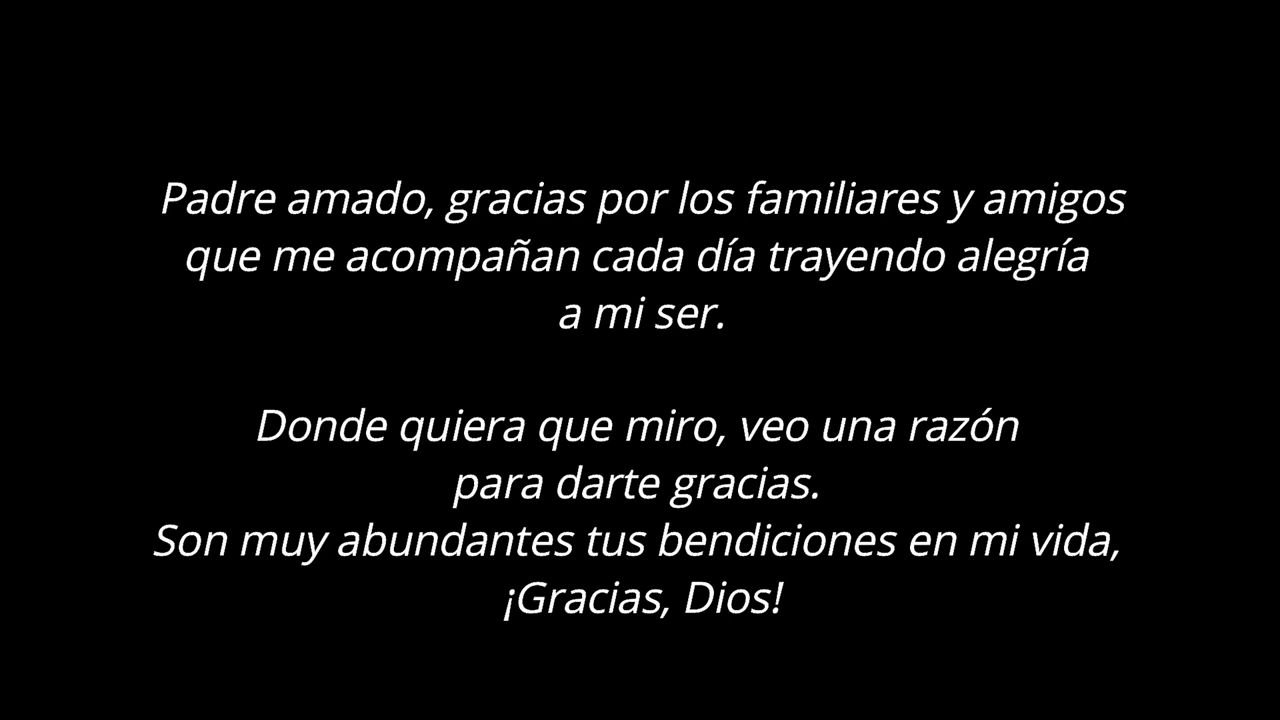 Padre amado, gracias por los familiares y amigos
que me acompañan cada día trayendo alegría
a mi ser.
Donde quiera que miro, veo una razón
para darte gracias.
Son muy abundantes tus bendiciones en mi vida,
¡Gracias, Dios!